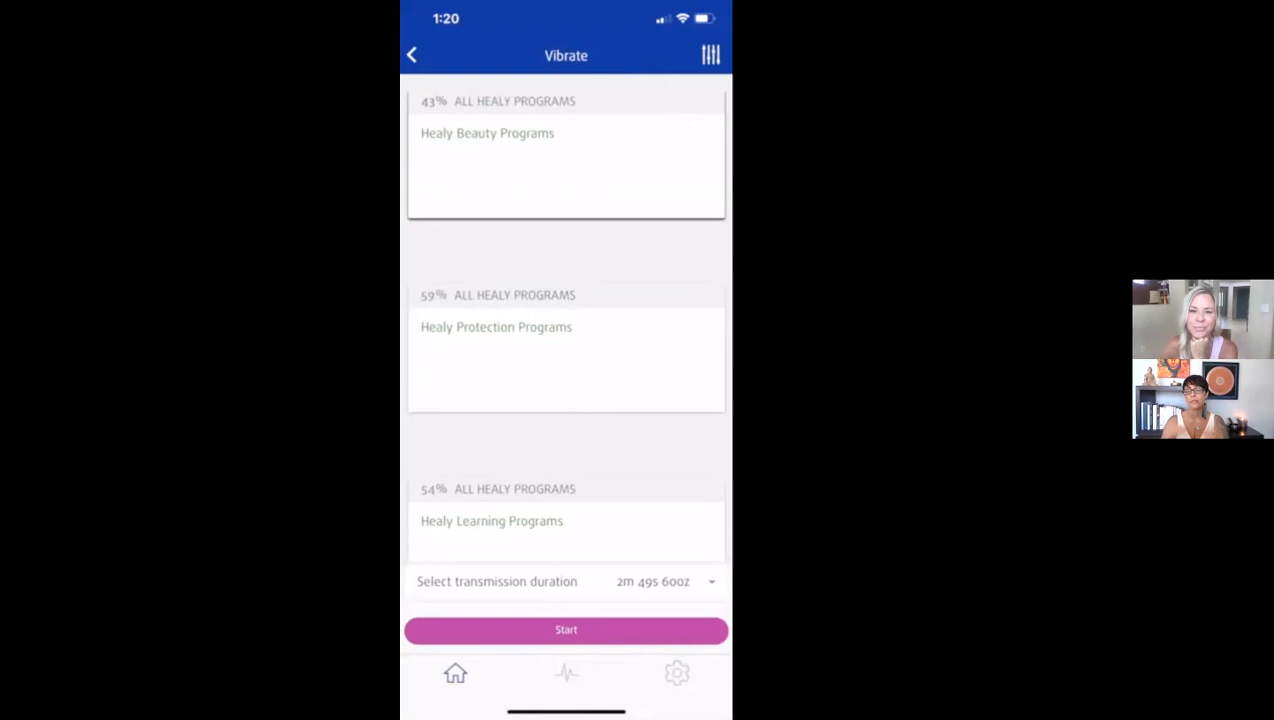 1:20
Vibrate
43% ALL HEALY PROGRAMS
Healy Beauty Programs
59% ALL HEALY PROGRAMS
Healy Protection Programs
54% ALL HEALY PROGRAMS
Healy Learning Programs
Select transmission duration 2m 49s 600z
Start